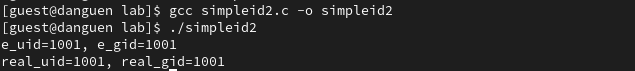 [guest@danguen lab]$ gcc simpleid2.c -o simpleid2
[guest@danguen lab]$ ./simpleid2
e_uid=1001, e_gid=1001
real_uid=1001, real_gid=1001